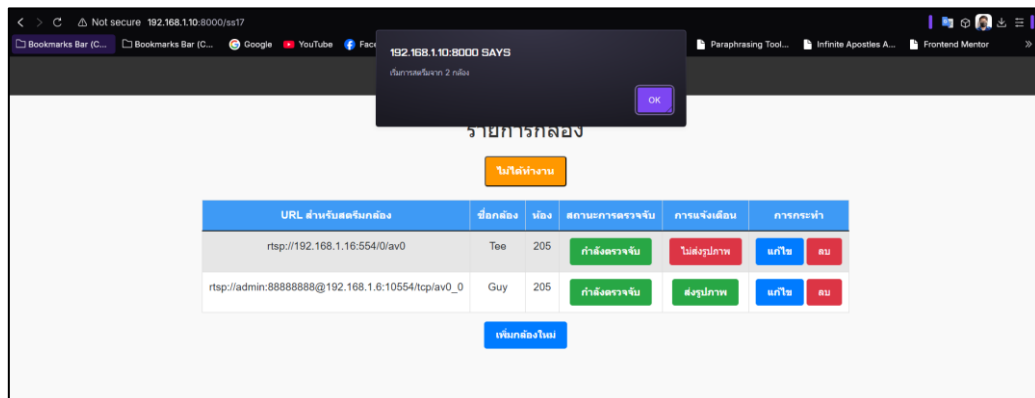 Not secure 192.168.1.10:8000/ss17
Bookmarks Bar (C... Bookmarks Bar (C... Google YouTube Face Paraphrasing Tool... Infinite Apostles A... Frontend Mentor »
192.168.1.10:8000 SAYS
เริ่มการสตรีมจาก 2 กล้อง
OK
รายการกล้อง
ไม่ได้ทำงาน
URL สำหรับสตรีมกล้อง ชื่อกล้อง ห้อง สถานะการตรวจจับ การแจ้งเตือน การกระทำ
rtsp://192.168.1.16:554/0/av0 Tee 205 กำลังตรวจจับ ไม่ส่งรูปภาพ แก้ไข ลบ
rtsp://admin:88888888@192.168.1.6:10554/tcp/av0_0 Guy 205 กำลังตรวจจับ ส่งรูปภาพ แก้ไข ลบ
เพิ่มกล้องใหม่